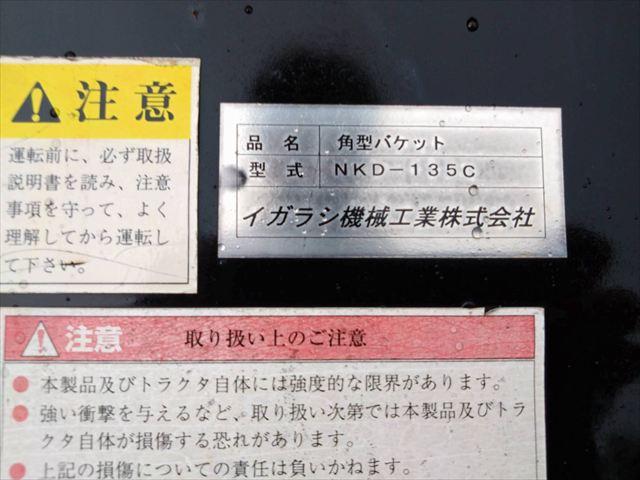 注意
運転前に、必ず取扱
説明書を読み、注意
事項を守って、よく
理解してから運転し
て下さい。
品名 角型バケット
型式 NKD-135C
イガラシ機械工業株式会社
注意 取り扱い上のご注意
● 本製品及びトラクタ自体には強度的な限界があります。
● 強い衝撃を与えるなど、取り扱い次第では本製品及びトラ
クタ自体が損傷する恐れがあります。
● 上記の損傷についての責任は負いかねます。